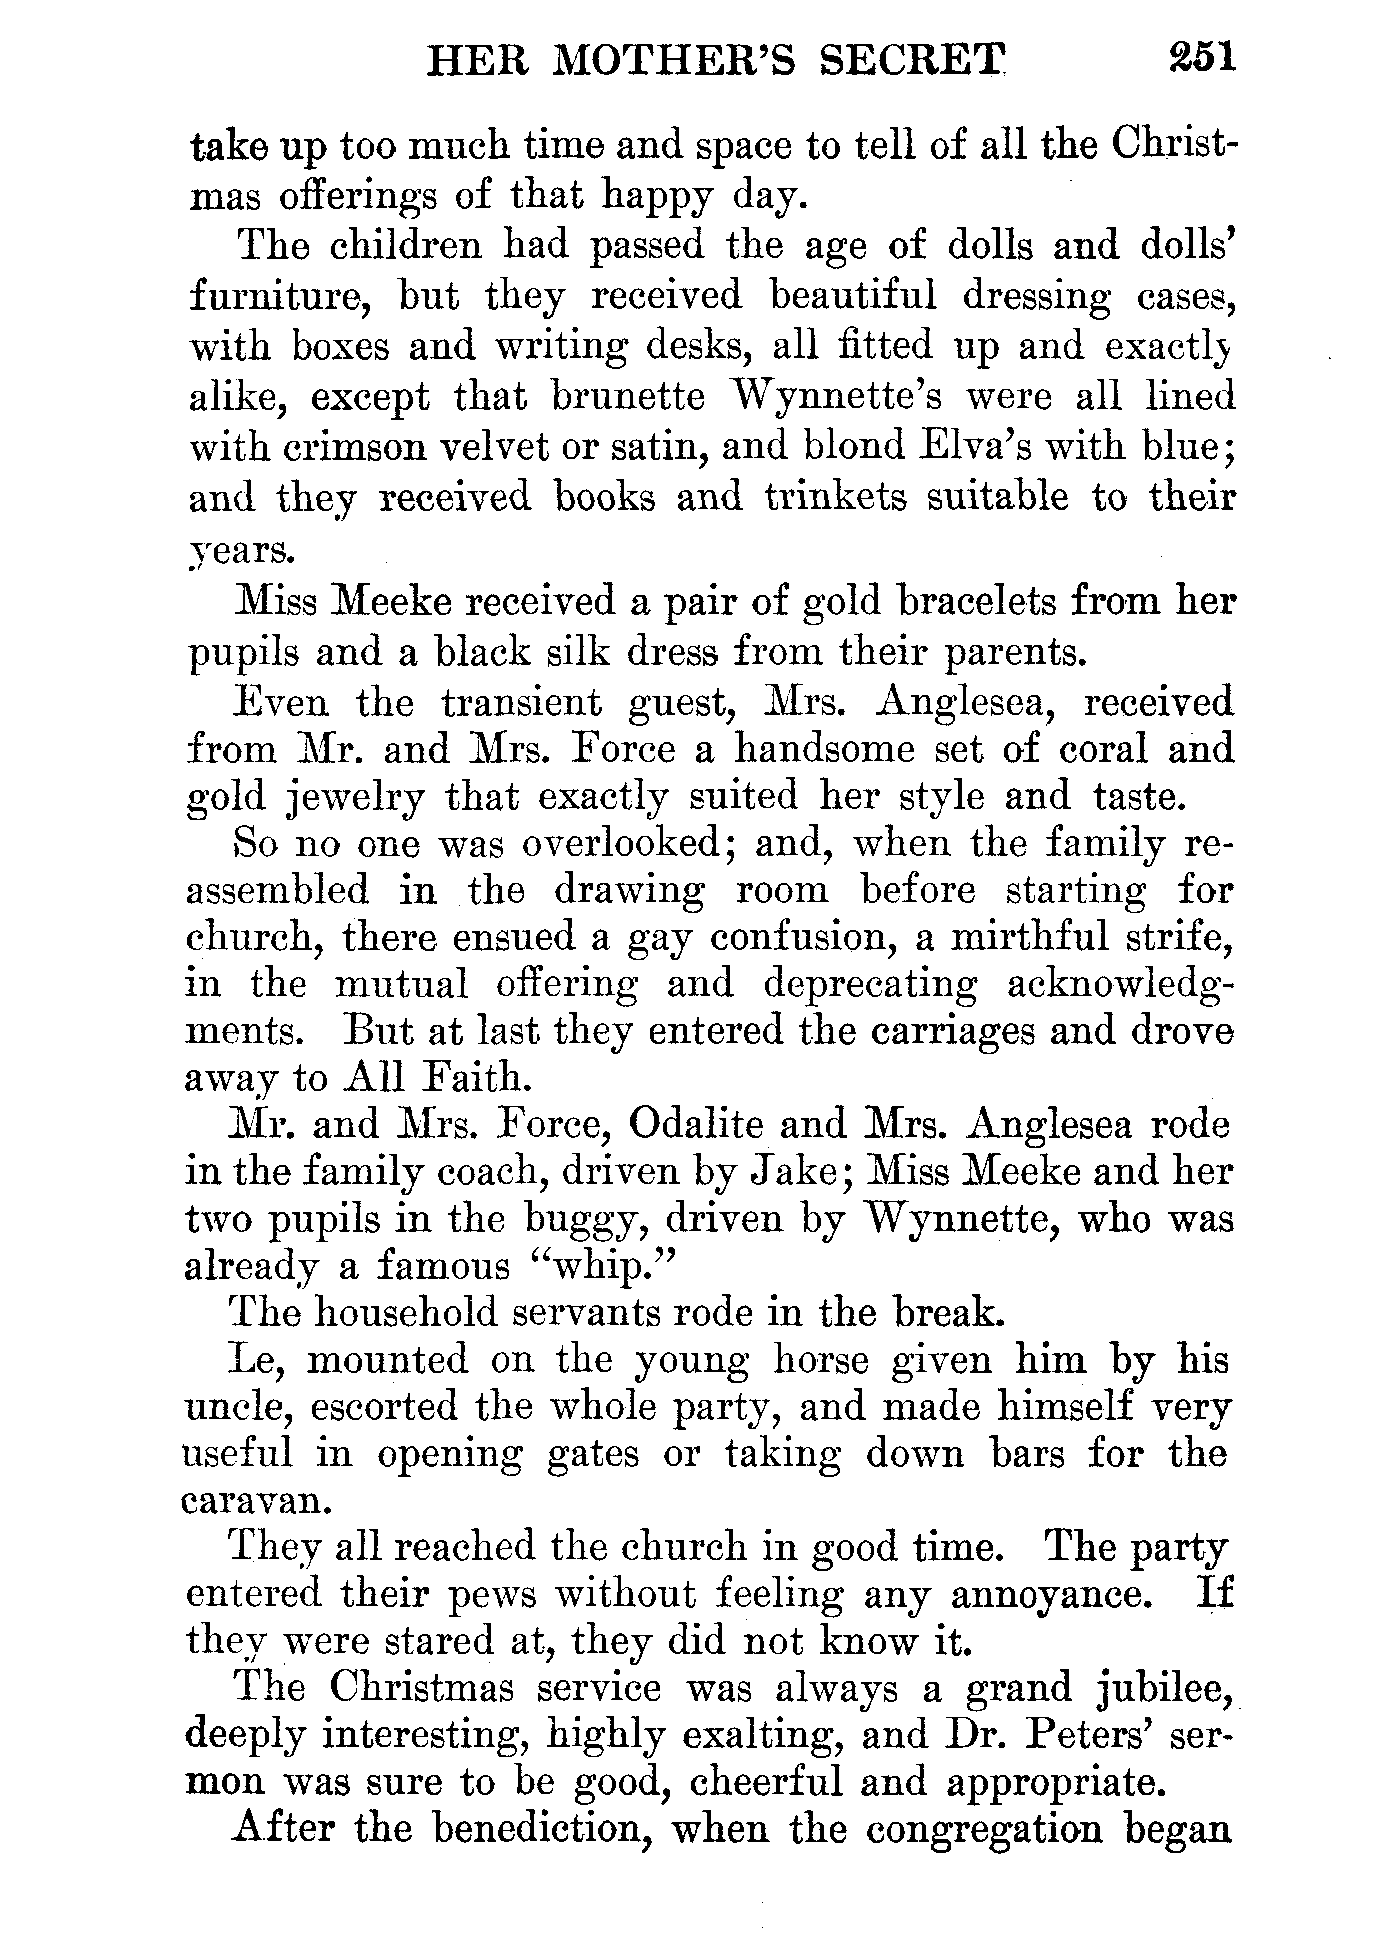 HER MOTHER'S SECRET 251
take up too much time and space to tell of all the Christ-
mas offerings of that happy day.
The children had passed the age of dolls and dolls'
furniture, but they received beautiful dressing cases,
with boxes and writing desks, all fitted up and exactly
alike, except that brunette Wynnette's were all lined
with crimson velvet or satin, and blond Elva's with blue;
and they received books and trinkets suitable to their
years.
Miss Meeke received a pair of gold bracelets from her
pupils and a black silk dress from their parents.
Even the transient guest, Mrs. Anglesea, received
from Mr. and Mrs. Force a handsome set of coral and
gold jewelry that exactly suited her style and taste.
So no one was overlooked; and, when the family re-
assembled in the drawing room before starting for
church, there ensued a gay confusion, a mirthful strife,
in the mutual offering and deprecating acknowledg-
ments. But at last they entered the carriages and drove
away to All Faith.
Mr. and Mrs. Force, Odalite and Mrs. Anglesea rode
in the family coach, driven by Jake; Miss Meeke and her
two pupils in the buggy, driven by Wynnette, who was
already a famous "whip."
The household servants rode in the break.
Le, mounted on the young horse given him by his
uncle, escorted the whole party, and made himself very
useful in opening gates or taking down bars for the
caravan.
They all reached the church in good time. The party
entered their pews without feeling any annoyance. If
they were stared at, they did not know it.
The Christmas service was always a grand jubilee,
deeply interesting, highly exalting, and Dr. Peters' ser-
mon was sure to be good, cheerful and appropriate.
After the benediction, when the congregation began